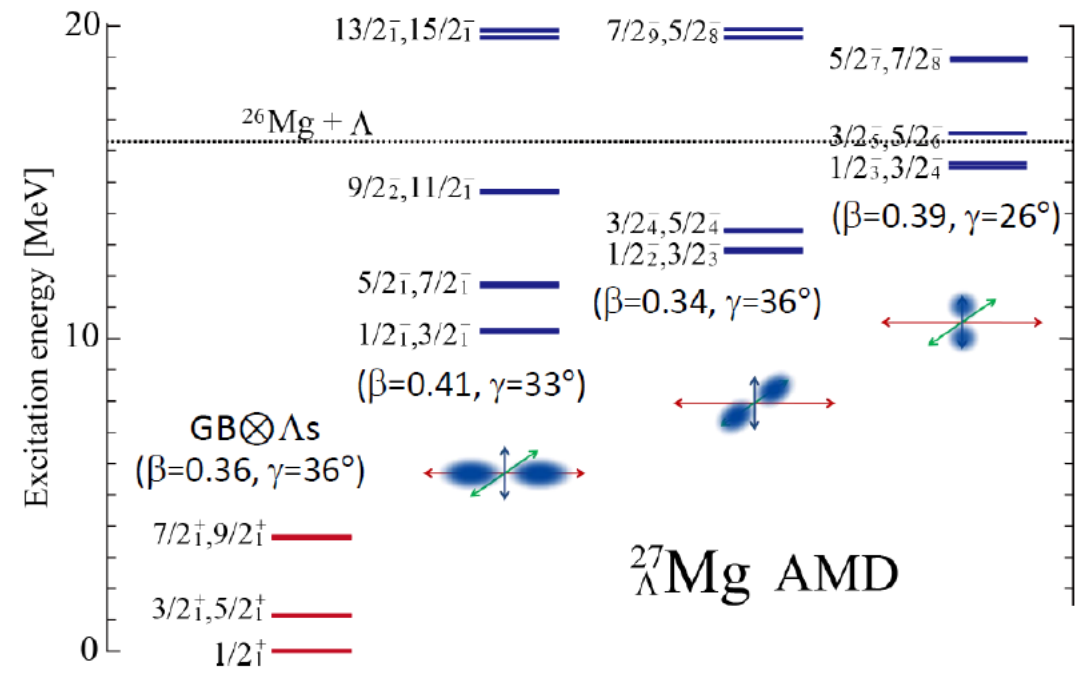 20
13/2₁⁻,15/2₁⁻
7/2₉⁻,5/2₈⁻
5/2₇⁻,7/2₈⁻
²⁶Mg + Λ
3/2₅⁻,5/2₆⁻
1/2₃⁻,3/2₄⁻
9/2₂⁻,11/2₁⁻
(β=0.39, γ=26°)
3/2₄⁻,5/2₄⁻
1/2₂⁻,3/2₃⁻
5/2₁⁻,7/2₁⁻
(β=0.34, γ=36°)
10
1/2₁⁻,3/2₁⁻
(β=0.41, γ=33°)
GB⊗Λs
(β=0.36, γ=36°)
Excitation energy [MeV]
7/2₁⁺,9/2₁⁺
²⁷ΛMg AMD
3/2₁⁺,5/2₁⁺
0
1/2₁⁺